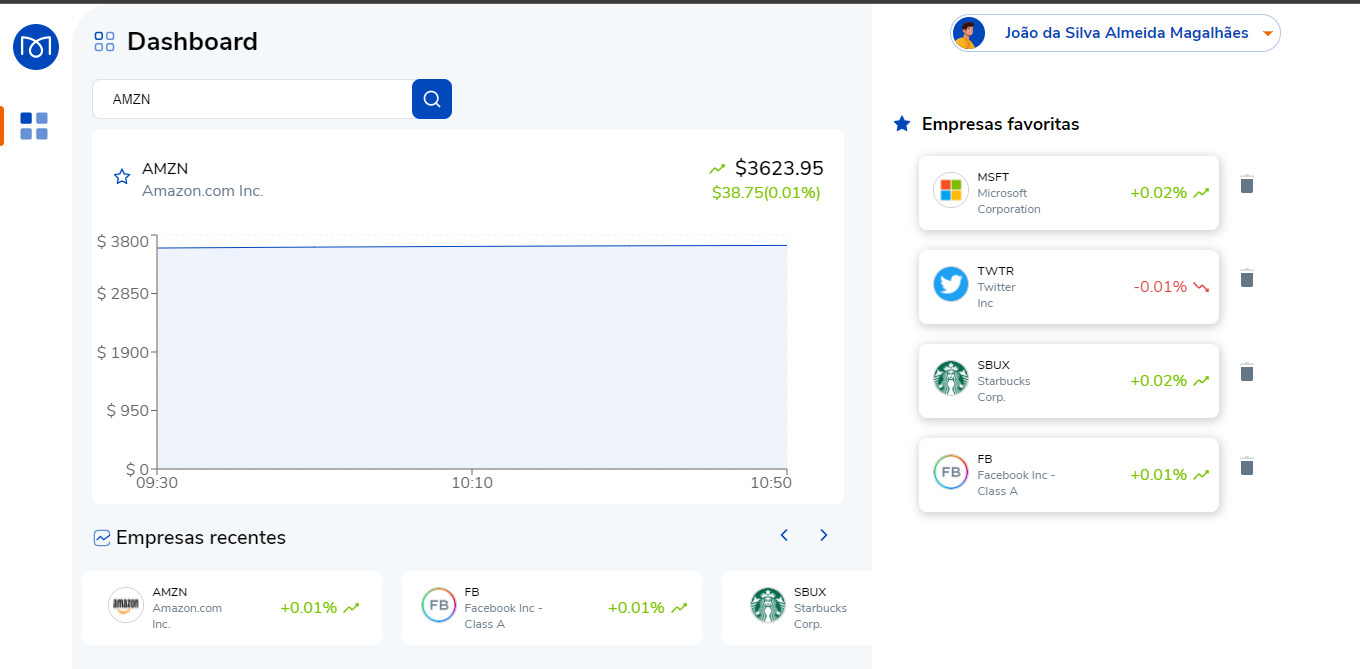 Dashboard
João da Silva Almeida Magalhães
AMZN
AMZN
Amazon.com Inc.
$3623.95
$38.75(0.01%)
$ 3800
$ 2850
$ 1900
$ 950
$ 0
09:30 10:10 10:50
Empresas recentes
amazon
AMZN
Amazon.com
Inc.
+0.01%
FB
FB
Facebook Inc -
Class A
+0.01%
SBUX
Starbucks
Corp.
Empresas favoritas
MSFT
Microsoft
Corporation
+0.02%
TWTR
Twitter
Inc
-0.01%
SBUX
Starbucks
Corp.
+0.02%
FB
FB
Facebook Inc -
Class A
+0.01%